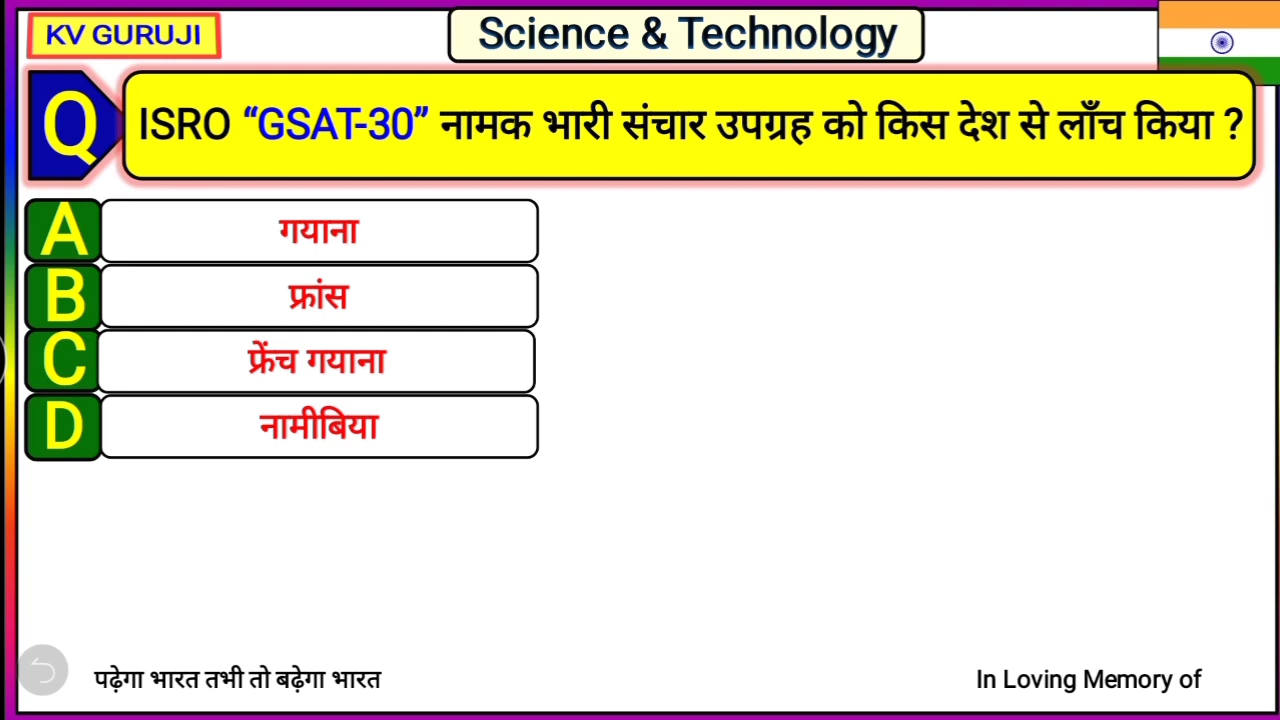 KV GURUJI
Science & Technology
Q
ISRO “GSAT-30” नामक भारी संचार उपग्रह को किस देश से लाँच किया ?
A गयाना
B फ्रांस
C फ्रेंच गयाना
D नामीबिया
पढ़ेगा भारत तभी तो बढ़ेगा भारत
In Loving Memory of